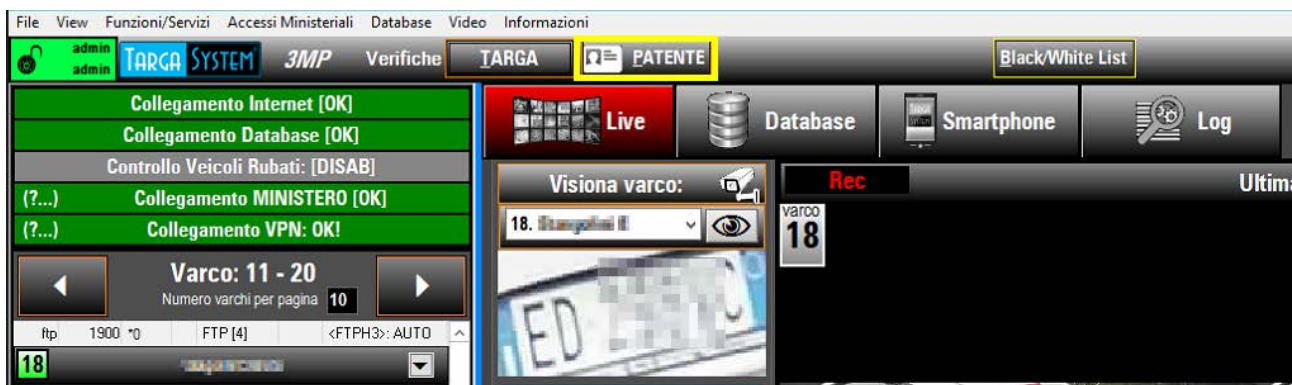 File View Funzioni/Servizi Accessi Ministeriali Database Video Informazioni
admin
admin
TARGA SYSTEM 3MP Verifiche TARGA PATENTE Black/White List
Collegamento Internet [OK]
Collegamento Database [OK]
Controllo Veicoli Rubati: [DISAB]
(?...) Collegamento MINISTERO [OK]
(?...) Collegamento VPN: OK!
Varco: 11 - 20
Numero varchi per pagina 10
ftp 1900 *0 FTP [4] <FTPH3>: AUTO
18
Live Database Smartphone Log
Visiona varco:
18.
ED
Rec Ultima
varco
18